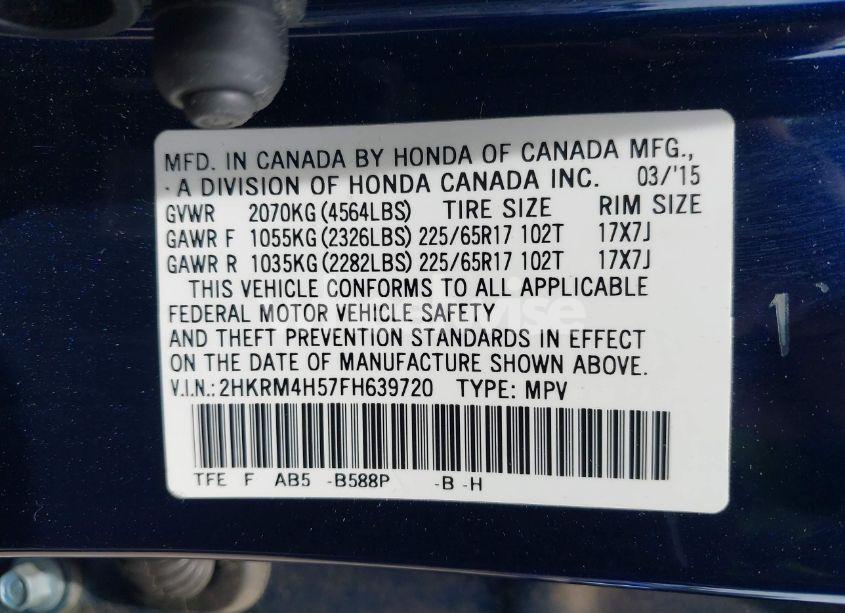 MFD. IN CANADA BY HONDA OF CANADA MFG.,
A DIVISION OF HONDA CANADA INC. 03/'15
GVWR 2070KG(4564LBS) TIRE SIZE RIM SIZE
GAWR F 1055KG(2326LBS) 225/65R17 102T 17X7J
GAWR R 1035KG(2282LBS) 225/65R17 102T 17X7J
THIS VEHICLE CONFORMS TO ALL APPLICABLE
FEDERAL MOTOR VEHICLE SAFETY
AND THEFT PREVENTION STANDARDS IN EFFECT
ON THE DATE OF MANUFACTURE SHOWN ABOVE.
V.I.N.: 2HKRM4H57FH639720 TYPE: MPV
TFE F AB5 -B588P -B -H